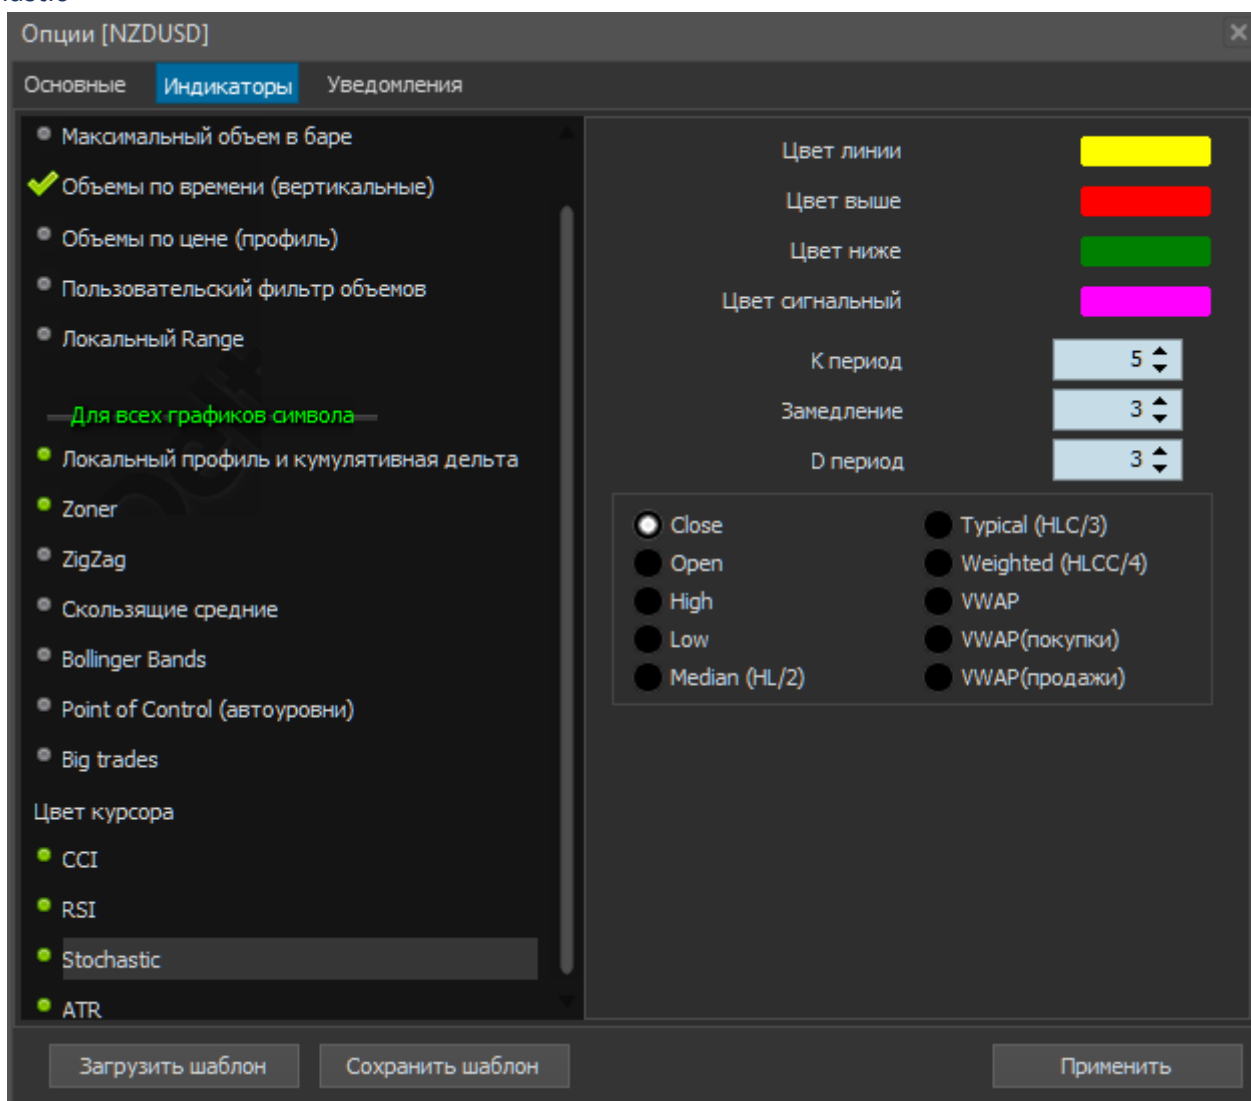 Опции [NZDUSD]
Основные Индикаторы Уведомления
Максимальный объем в баре
Объемы по времени (вертикальные)
Объемы по цене (профиль)
Пользовательский фильтр объемов
Локальный Range
Для всех графиков символа
Локальный профиль и кумулятивная дельта
Zoner
ZigZag
Скользящие средние
Bollinger Bands
Point of Control (автоуровни)
Big trades
Цвет курсора
CCI
RSI
Stochastic
ATR
Цвет линии
Цвет выше
Цвет ниже
Цвет сигнальный
К период 5
Замедление 3
D период 3
Close Typical (HLC/3)
Open Weighted (HLCC/4)
High VWAP
Low VWAP(покупки)
Median (HL/2) VWAP(продажи)
Загрузить шаблон Сохранить шаблон Применить